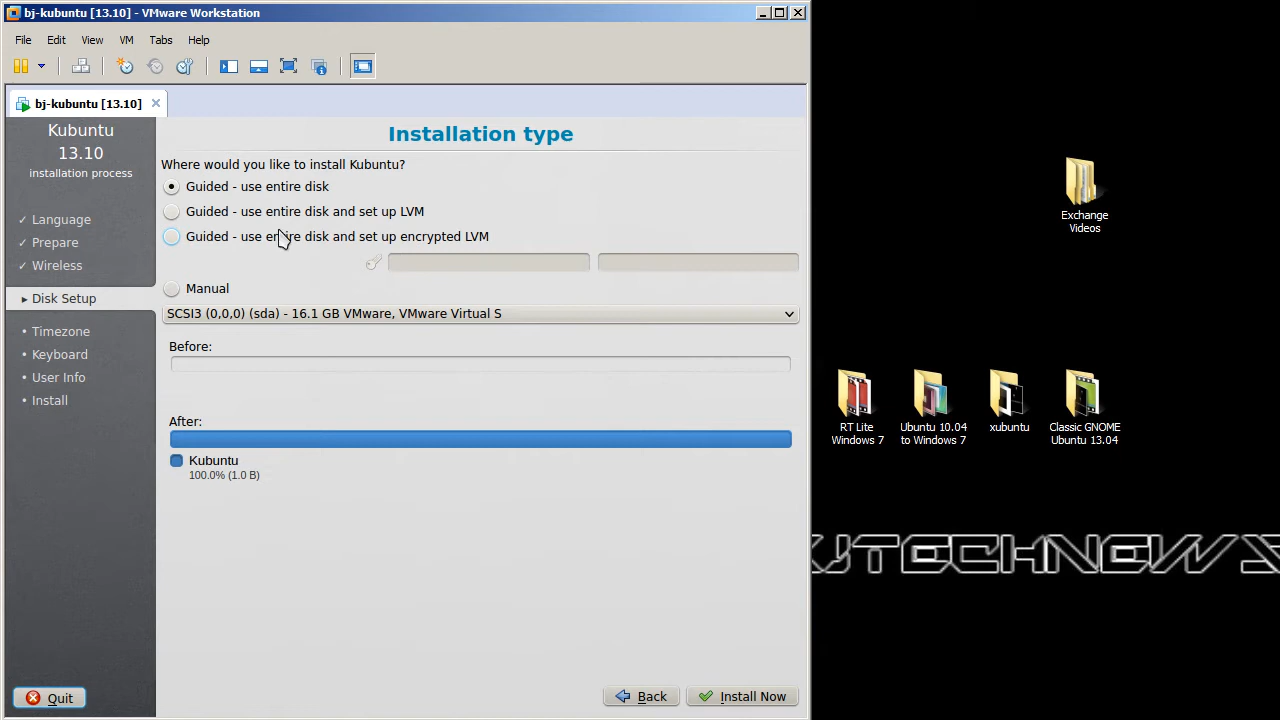 bj-kubuntu [13.10] - VMware Workstation
File Edit View VM Tabs Help
bj-kubuntu [13.10]
Kubuntu
13.10
installation process
✓ Language
✓ Prepare
✓ Wireless
▸ Disk Setup
• Timezone
• Keyboard
• User Info
• Install
Quit
Installation type
Where would you like to install Kubuntu?
Guided - use entire disk
Guided - use entire disk and set up LVM
Guided - use entire disk and set up encrypted LVM
Manual
SCSI3 (0,0,0) (sda) - 16.1 GB VMware, VMware Virtual S
Before:
After:
Kubuntu
100.0% (1.0 B)
Back
Install Now
Exchange
Videos
RT Lite
Windows 7
Ubuntu 10.04
to Windows 7
xubuntu
Classic GNOME
Ubuntu 13.04
UTECHNEWS